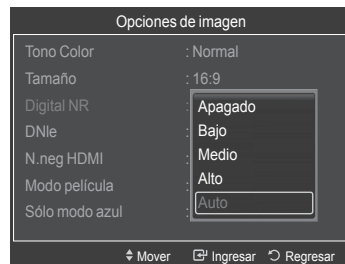 Opciones de imagen
Tono Color : Normal
Tamaño : 16:9
Digital NR :
DNIe :
N.neg HDMI :
Modo película :
Sólo modo azul :
Apagado
Bajo
Medio
Alto
Auto
Mover Ingresar Regresar